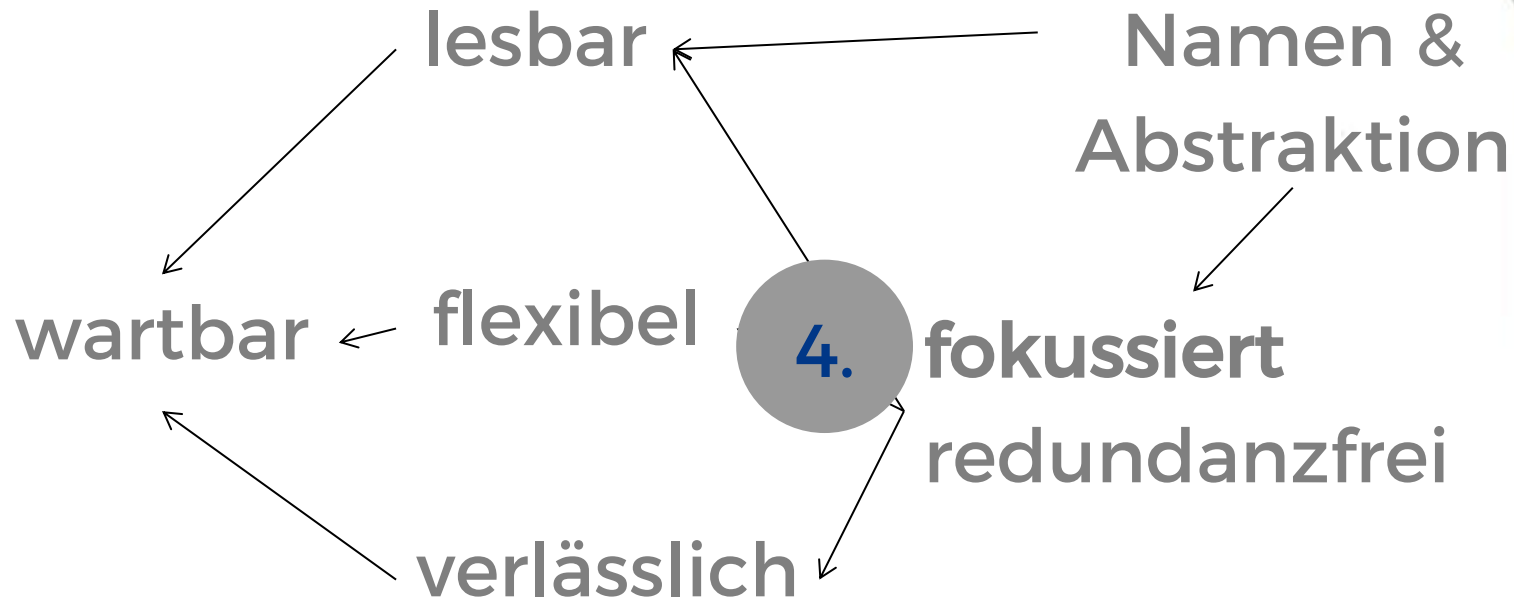 lesbar
Namen &
Abstraktion
wartbar
flexibel
4.
fokussiert
redundanzfrei
verlässlich